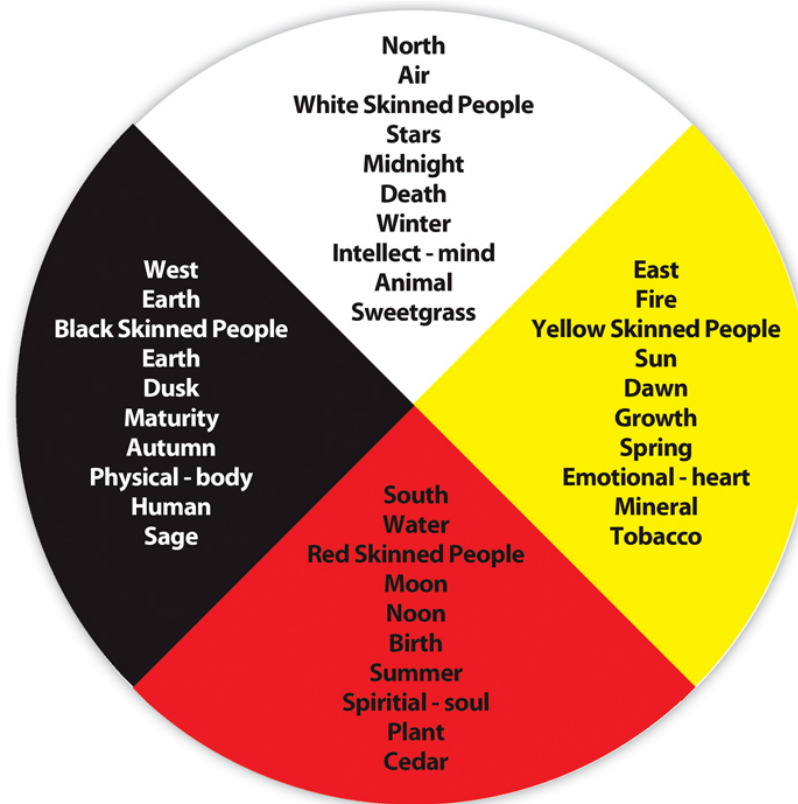 North
Air
White Skinned People
Stars
Midnight
Death
Winter
Intellect - mind
Animal
Sweetgrass
West
Earth
Black Skinned People
Earth
Dusk
Maturity
Autumn
Physical - body
Human
Sage
East
Fire
Yellow Skinned People
Sun
Dawn
Growth
Spring
Emotional - heart
Mineral
Tobacco
South
Water
Red Skinned People
Moon
Noon
Birth
Summer
Spiritial - soul
Plant
Cedar